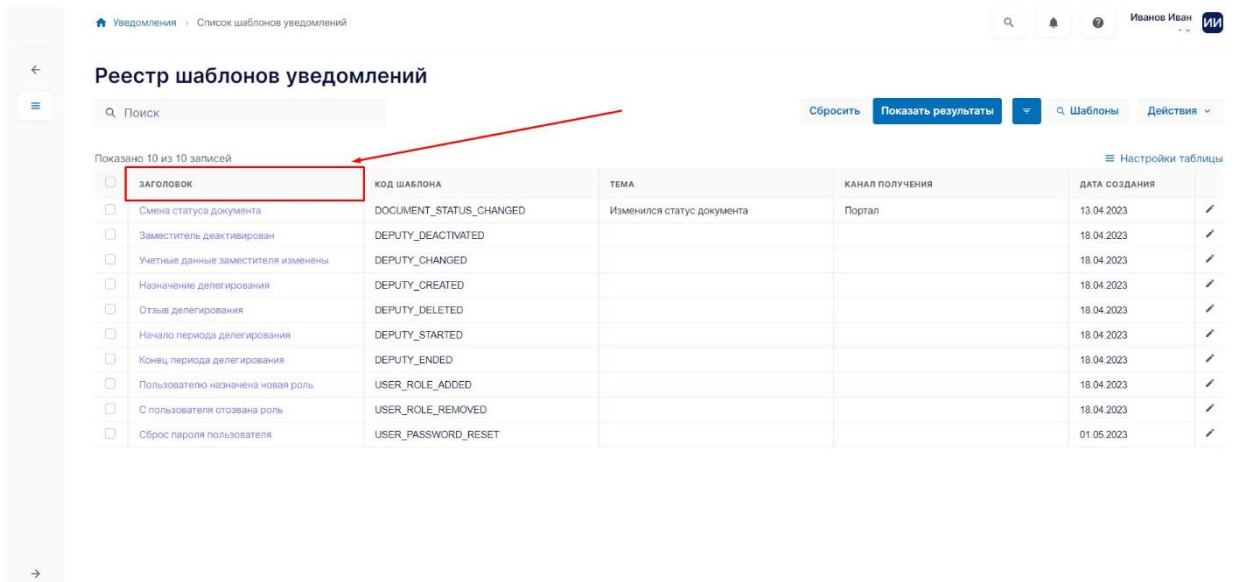 Уведомления › Список шаблонов уведомлений
Иванов Иван ИИ
Реестр шаблонов уведомлений
Поиск Сбросить Показать результаты Шаблоны Действия
Показано 10 из 10 записей Настройки таблицы
ЗАГОЛОВОК КОД ШАБЛОНА ТЕМА КАНАЛ ПОЛУЧЕНИЯ ДАТА СОЗДАНИЯ
Смена статуса документа DOCUMENT_STATUS_CHANGED Изменился статус документа Портал 13.04.2023
Заместитель деактивирован DEPUTY_DEACTIVATED 18.04.2023
Учетные данные заместителя изменены DEPUTY_CHANGED 18.04.2023
Назначение делегирования DEPUTY_CREATED 18.04.2023
Отзыв делегирования DEPUTY_DELETED 18.04.2023
Начало периода делегирования DEPUTY_STARTED 18.04.2023
Конец периода делегирования DEPUTY_ENDED 18.04.2023
Пользователю назначена новая роль USER_ROLE_ADDED 18.04.2023
С пользователя отозвана роль USER_ROLE_REMOVED 18.04.2023
Сброс пароля пользователя USER_PASSWORD_RESET 01.05.2023